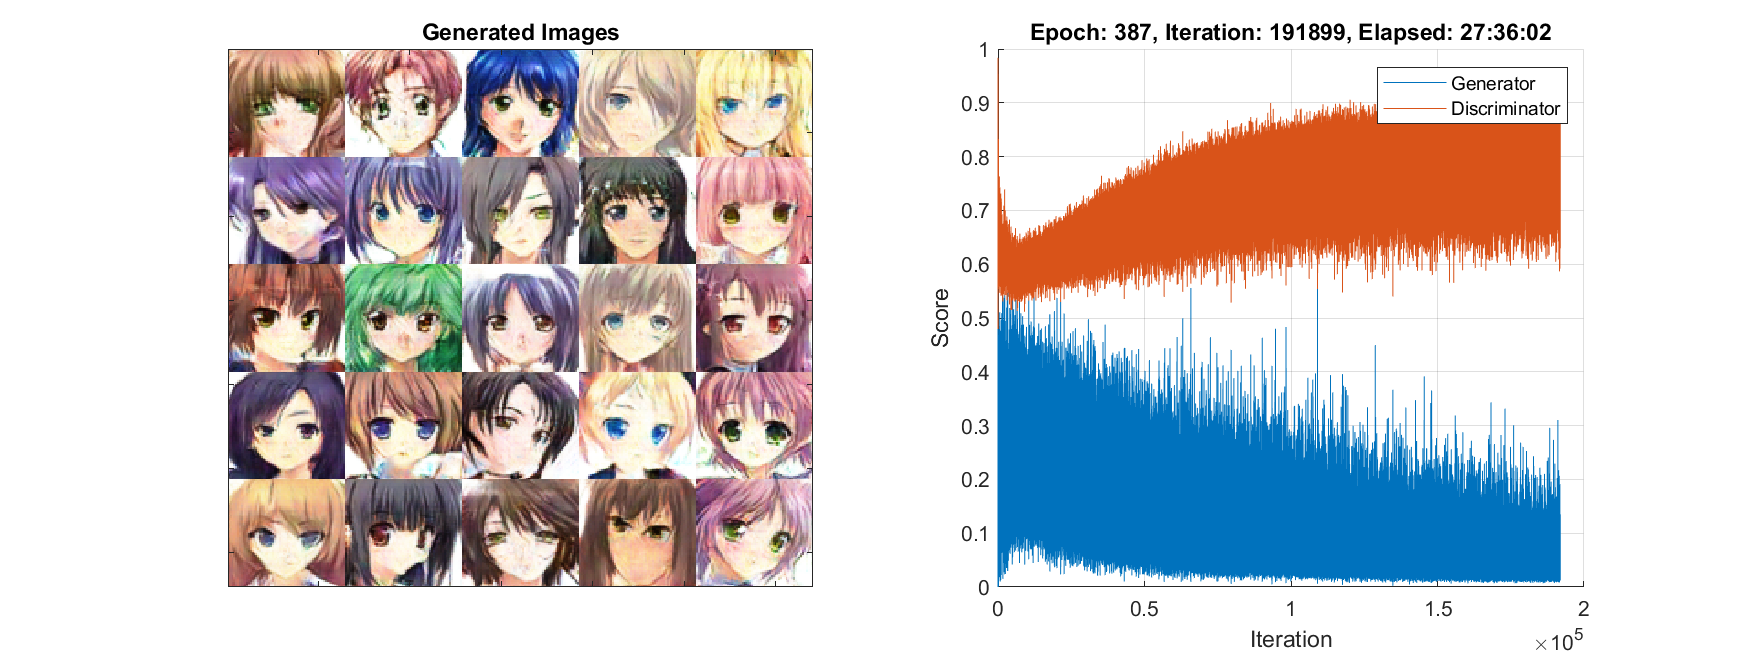 Generated Images
Epoch: 387, Iteration: 191899, Elapsed: 27:36:02
Generator
Discriminator
Score
1
0.9
0.8
0.7
0.6
0.5
0.4
0.3
0.2
0.1
0
0 0.5 1 1.5 2
Iteration
×10^5